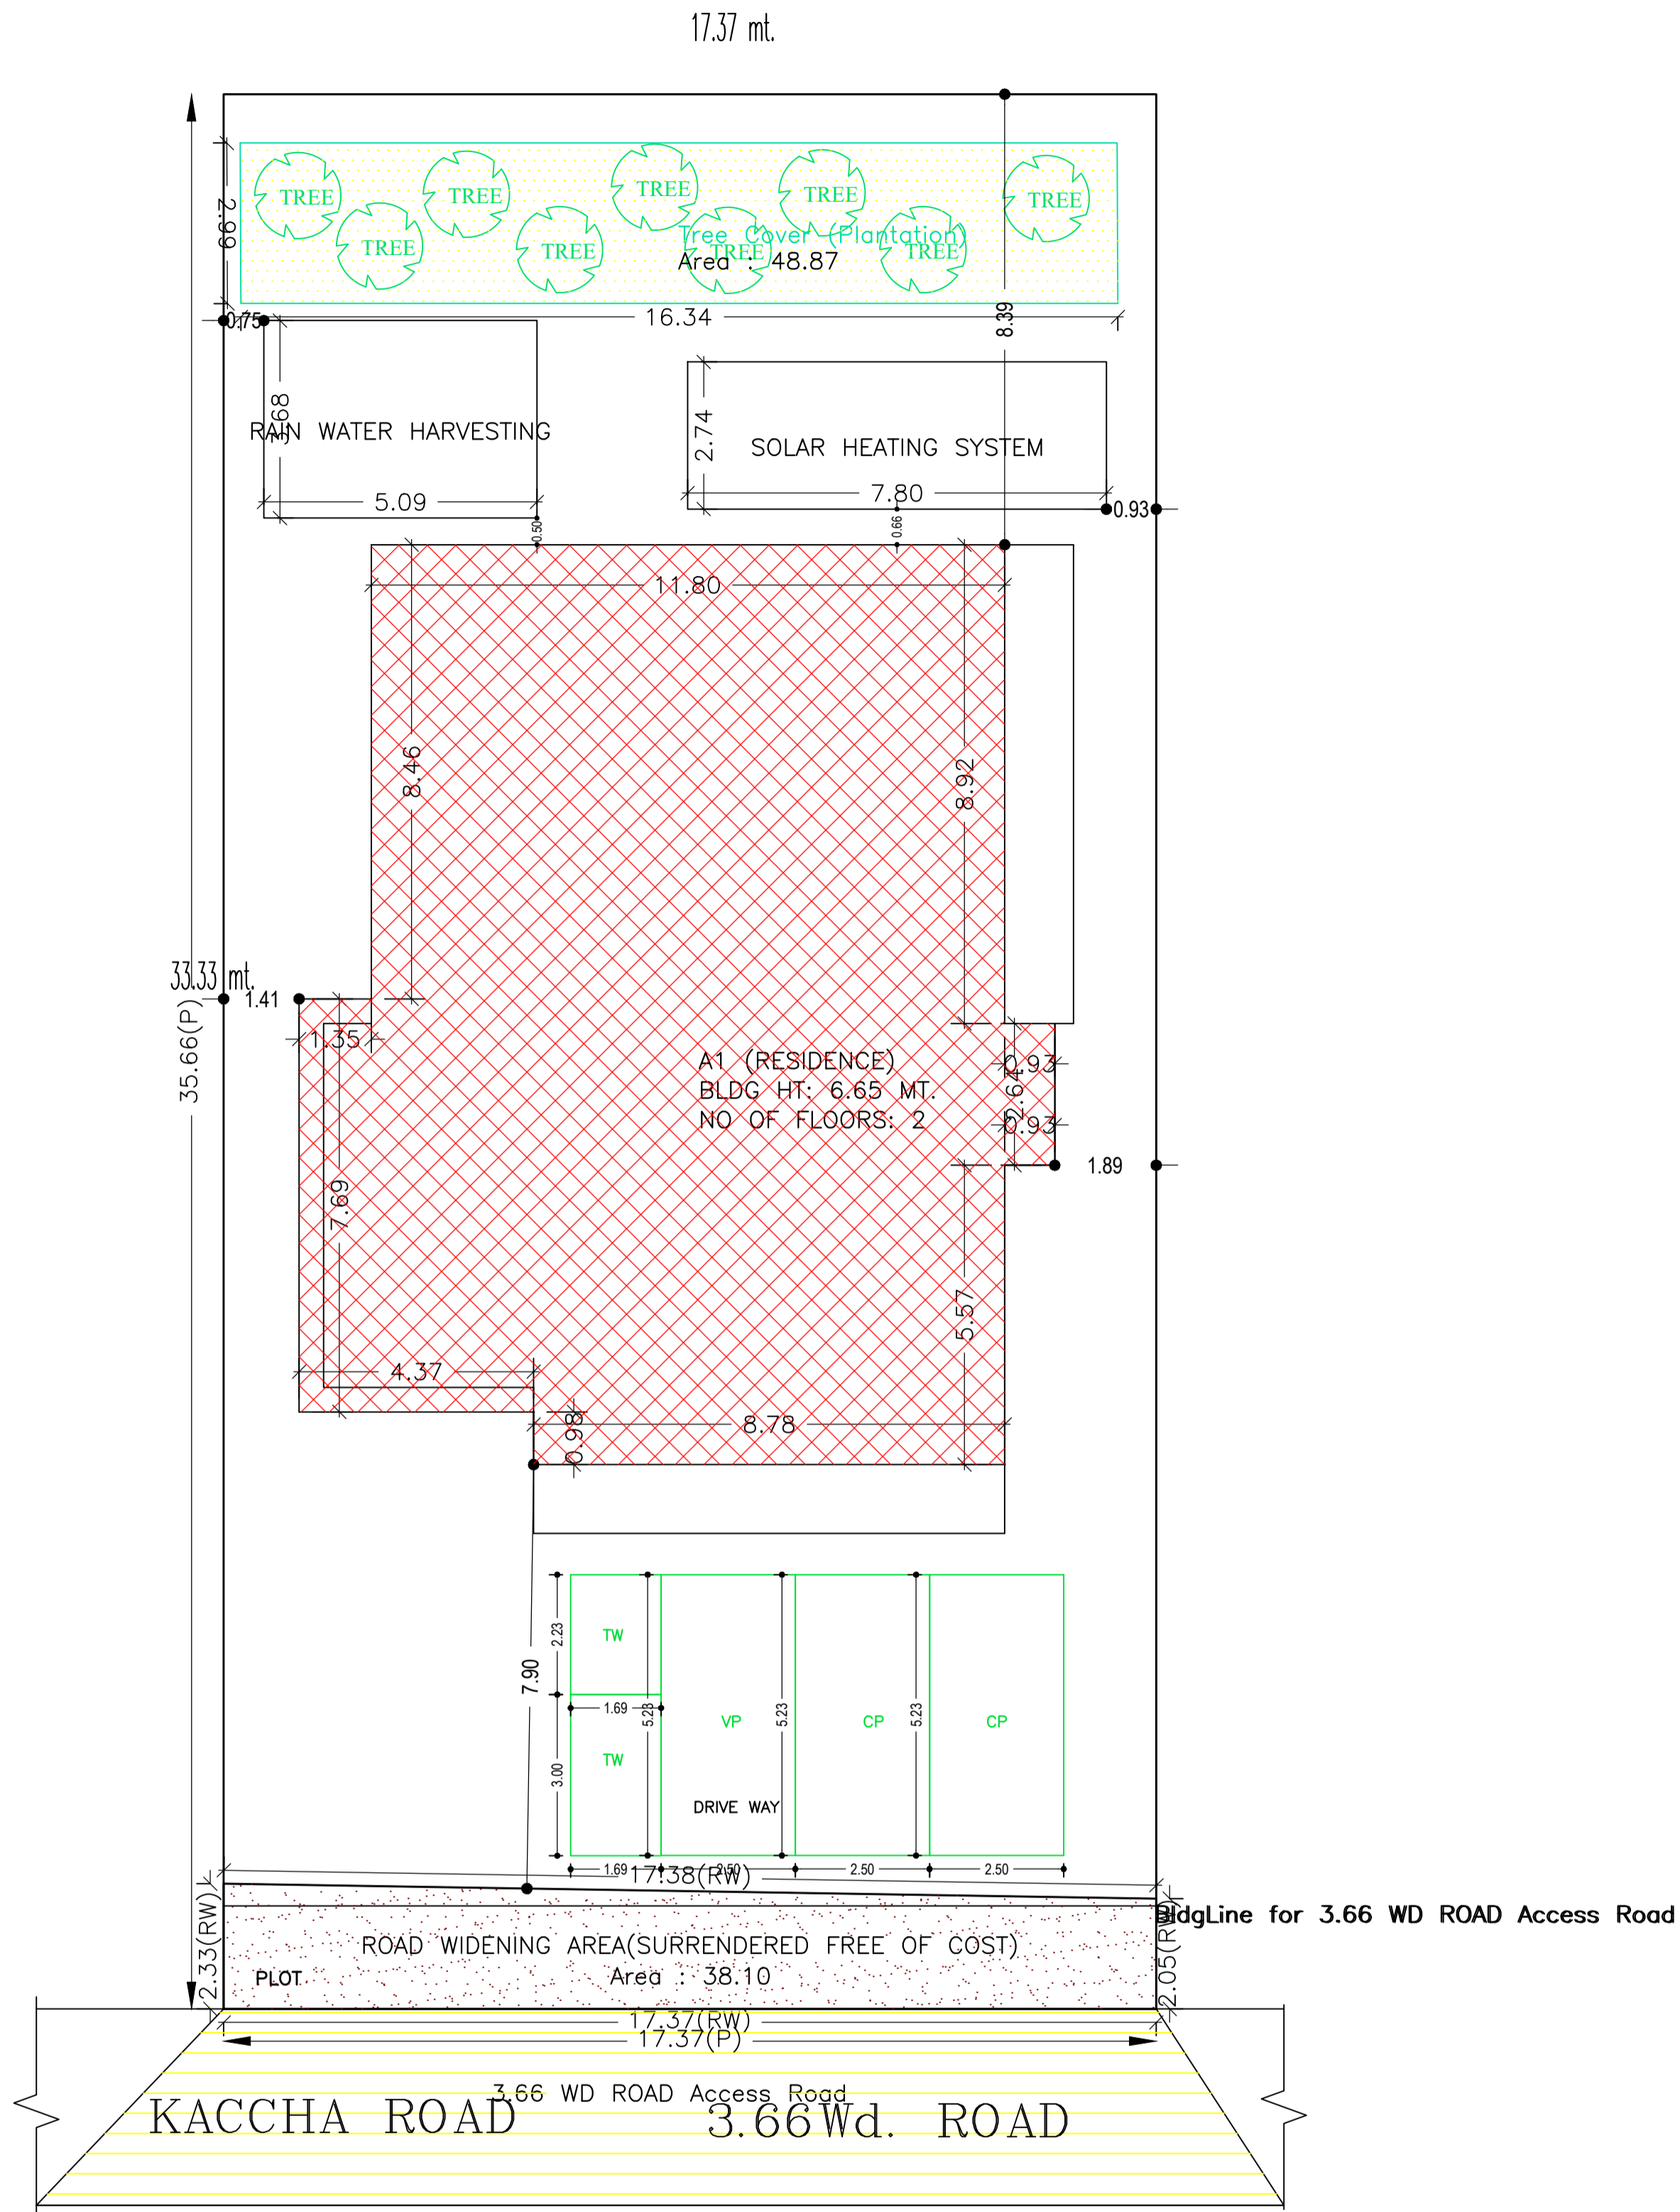 17.37 mt.
TREE
TREE
TREE
TREE
TREE
TREE
TREE
TREE
TREE
2.99
Tree Cover (Plantation)
Area : 48.87
0.75
16.34
8.39
3.68
RAIN WATER HARVESTING
2.74
SOLAR HEATING SYSTEM
5.09
7.80
0.93
0.50
0.66
11.80
8.46
8.92
33.33 mt.
1.41
35.66(P)
1.35
A1 (RESIDENCE)
BLDG HT: 6.65 MT.
NO OF FLOORS: 2
0.93
2.64
0.93
1.89
7.69
5.57
4.37
0.98
8.78
7.90
2.23
TW
1.69
5.23
VP
5.23
CP
5.23
CP
TW
3.00
DRIVE WAY
1.69
2.50
2.50
2.50
17.38(RW)
2.33(RW)
BldgLine for 3.66 WD ROAD Access Road
ROAD WIDENING AREA(SURRENDERED FREE OF COST)
PLOT
Area : 38.10
2.05(RW)
17.37(RW)
17.37(P)
3.66 WD ROAD Access Road
KACCHA ROAD
3.66Wd. ROAD